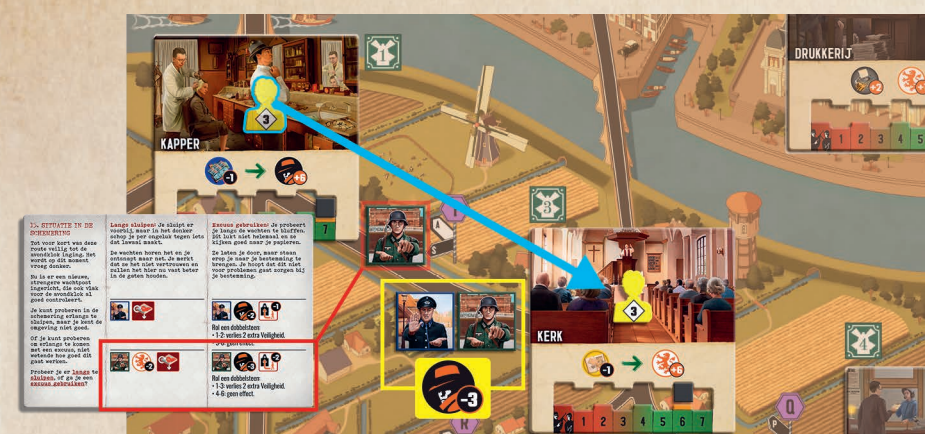 1
DRUKKERIJ
+2
1 2 3 4 5
3
KAPPER
-1
+6
7
A
3
15. SITUATIE IN DE
SCHEMERING
Tot voor kort was deze
route veilig tot de
avondklok inging. Het
wordt op dit moment
vroeg donker.
Nu is er een nieuwe,
strengere wachtpost
ingericht, die ook vlak
voor de avondklok al
goed controleert.
Je kunt proberen in de
schemering erlangs te
sluipen, maar je kent de
omgeving niet goed.
Of je kunt proberen
om erlangs te komen
met een excuus, niet
wetende hoe goed dit
gaat werken.
Probeer je er langs te
sluipen, of ga je een
excuus gebruiken?
Langs sluipen: Je sluipt er
voorbij, maar in het donker
schop je per ongeluk tegen iets
dat lawaai maakt.
De wachten horen het en je
ontsnapt maar net. Je merkt
dat ze het niet vertrouwen en
zullen het hier nu vast beter
in de gaten houden.
-2
Excuus gebruiken: Je probeert
je langs de wachten te bluffen.
Dit lukt niet helemaal en ze
kijken goed naar je papieren.
Ze laten je door, maar staan
erop je naar je bestemming te
brengen. Je hoopt dat dit niet
voor problemen gaat zorgen bij
je bestemming.
Rol een dobbelsteen:
• 1-2: verlies 2 extra Veiligheid.
Rol een dobbelsteen:
• 1-3: verlies 2 extra Veiligheid.
• 4-6: geen effect.
-3
R
KERK
3
-1
+6
1 2 3 4 5 6 7
4
Q
P